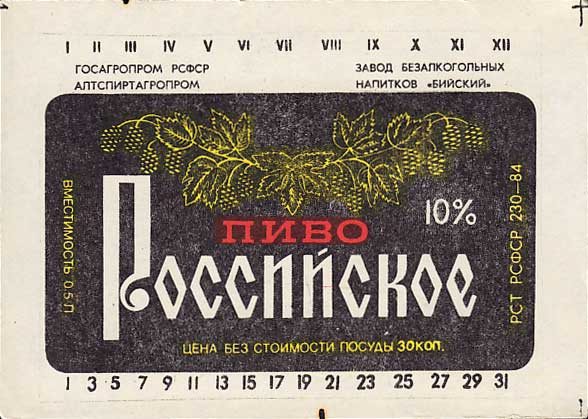 I II III IV V VI VII VIII IX X XI XII
ГОСАГРОПРОМ РСФСР
АЛТСПИРТАГРОПРОМ
ЗАВОД БЕЗАЛКОГОЛЬНЫХ
НАПИТКОВ «БИЙСКИЙ»
ВМЕСТИМОСТЬ 0,5 Л
10%
ПИВО
Российское
ЦЕНА БЕЗ СТОИМОСТИ ПОСУДЫ 30 КОП.
РСТ РСФСР 230—84
1 3 5 7 9 11 13 15 17 19 21 23 25 27 29 31